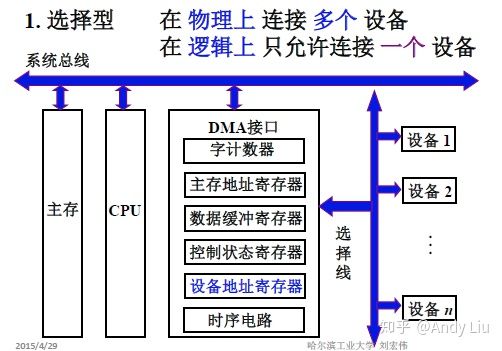 1. 选择型 在 物理上 连接 多个 设备
在 逻辑上 只允许连接 一个 设备
系统总线
主存
CPU
DMA接口
字计数器
主存地址寄存器
数据缓冲寄存器
控制状态寄存器
设备地址寄存器
时序电路
选择线
设备 1
设备 2
⋮
设备 n
知乎 @Andy Liu
2015/4/29
哈尔滨工业大学 刘宏伟